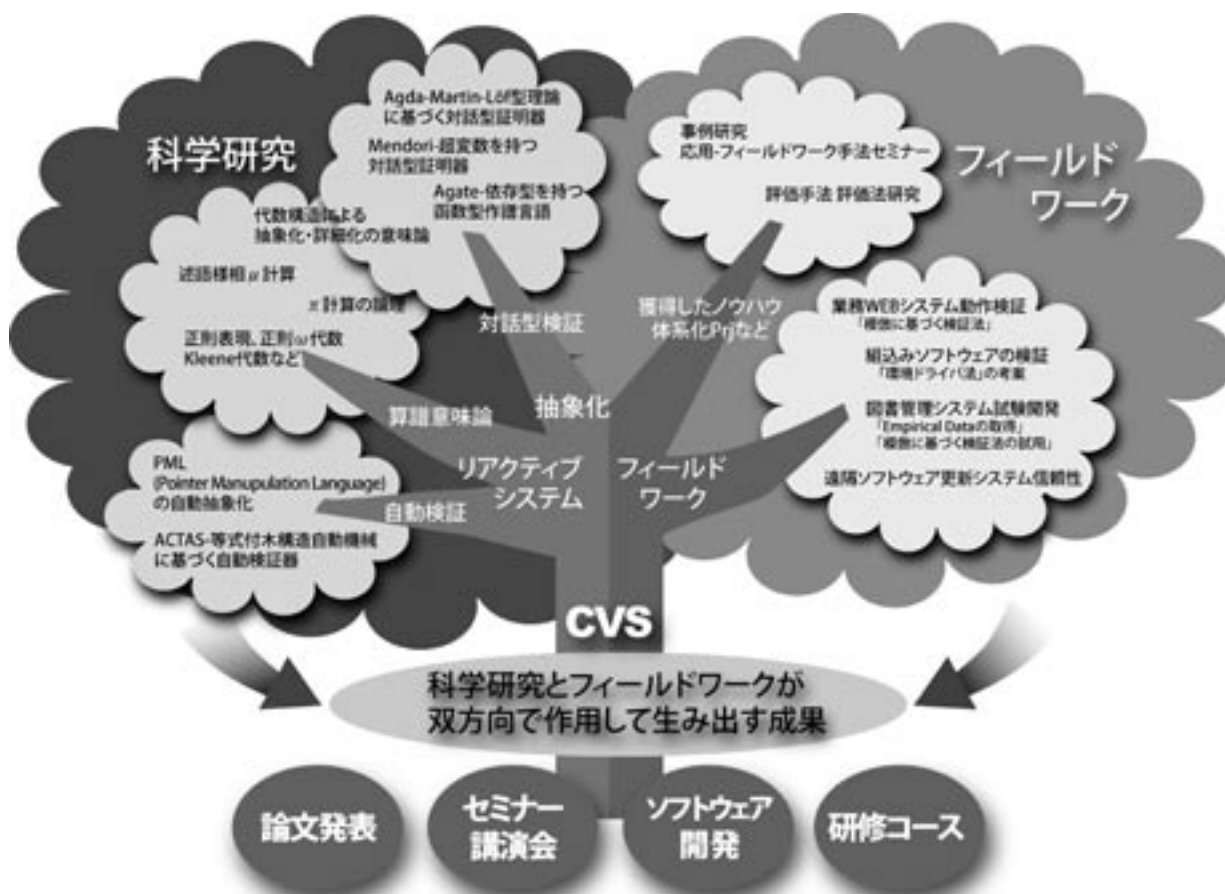 科学研究
Agda-Martin-Löf型理論
に基づく対話型証明器
Mendori-超変数を持つ
対話型証明器
Agate-依存型を持つ
函数型作譜言語
代数構造による
抽象化・詳細化の意味論
述語様相μ計算
π計算の論理
正則表現、正則ω代数
Kleene代数など
PML
(Pointer Manupulation Language)
の自動抽象化
ACTAS-等式付木構造自動機械
に基づく自動検証器
対話型検証
算譜意味論
自動検証
抽象化
リアクティブ
システム
フィールド
ワーク
事例研究
応用-フィールドワーク手法セミナー
評価手法 評価法研究
獲得したノウハウ
体系化Prjなど
フィールド
ワーク
業務WEBシステム動作検証
「模倣に基づく検証法」
組込みソフトウェアの検証
「環境ドライバ法」の考案
図書管理システム試験開発
「Empirical Dataの取得」
「模倣に基づく検証法の試用」
遠隔ソフトウェア更新システム信頼性
CVS
科学研究とフィールドワークが
双方向で作用して生み出す成果
論文発表
セミナー
講演会
ソフトウェア
開発
研修コース